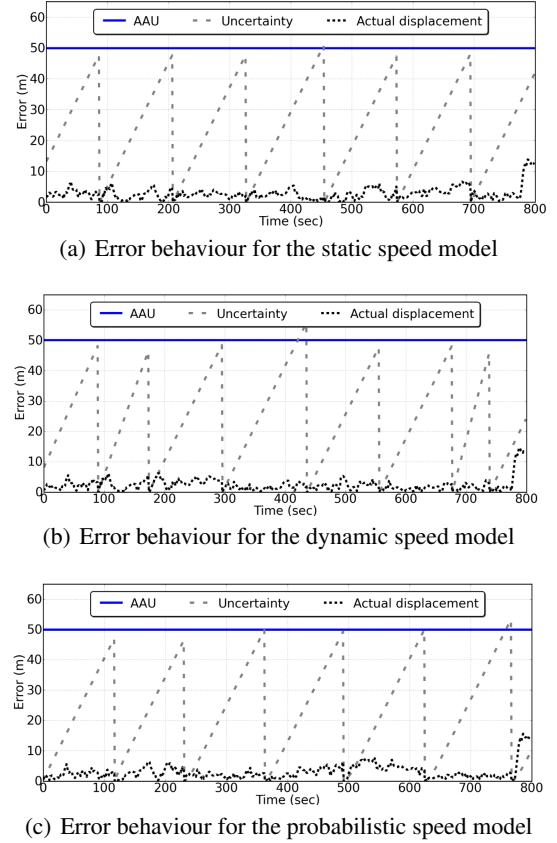 AAU Uncertainty Actual displacement
60
50
40
30
20
10
0
Error (m)
0 100 200 300 400 500 600 700 800
Time (sec)
(a) Error behaviour for the static speed model
AAU Uncertainty Actual displacement
60
50
40
30
20
10
0
Error (m)
0 100 200 300 400 500 600 700 800
Time (sec)
(b) Error behaviour for the dynamic speed model
AAU Uncertainty Actual displacement
60
50
40
30
20
10
0
Error (m)
0 100 200 300 400 500 600 700 800
Time (sec)
(c) Error behaviour for the probabilistic speed model